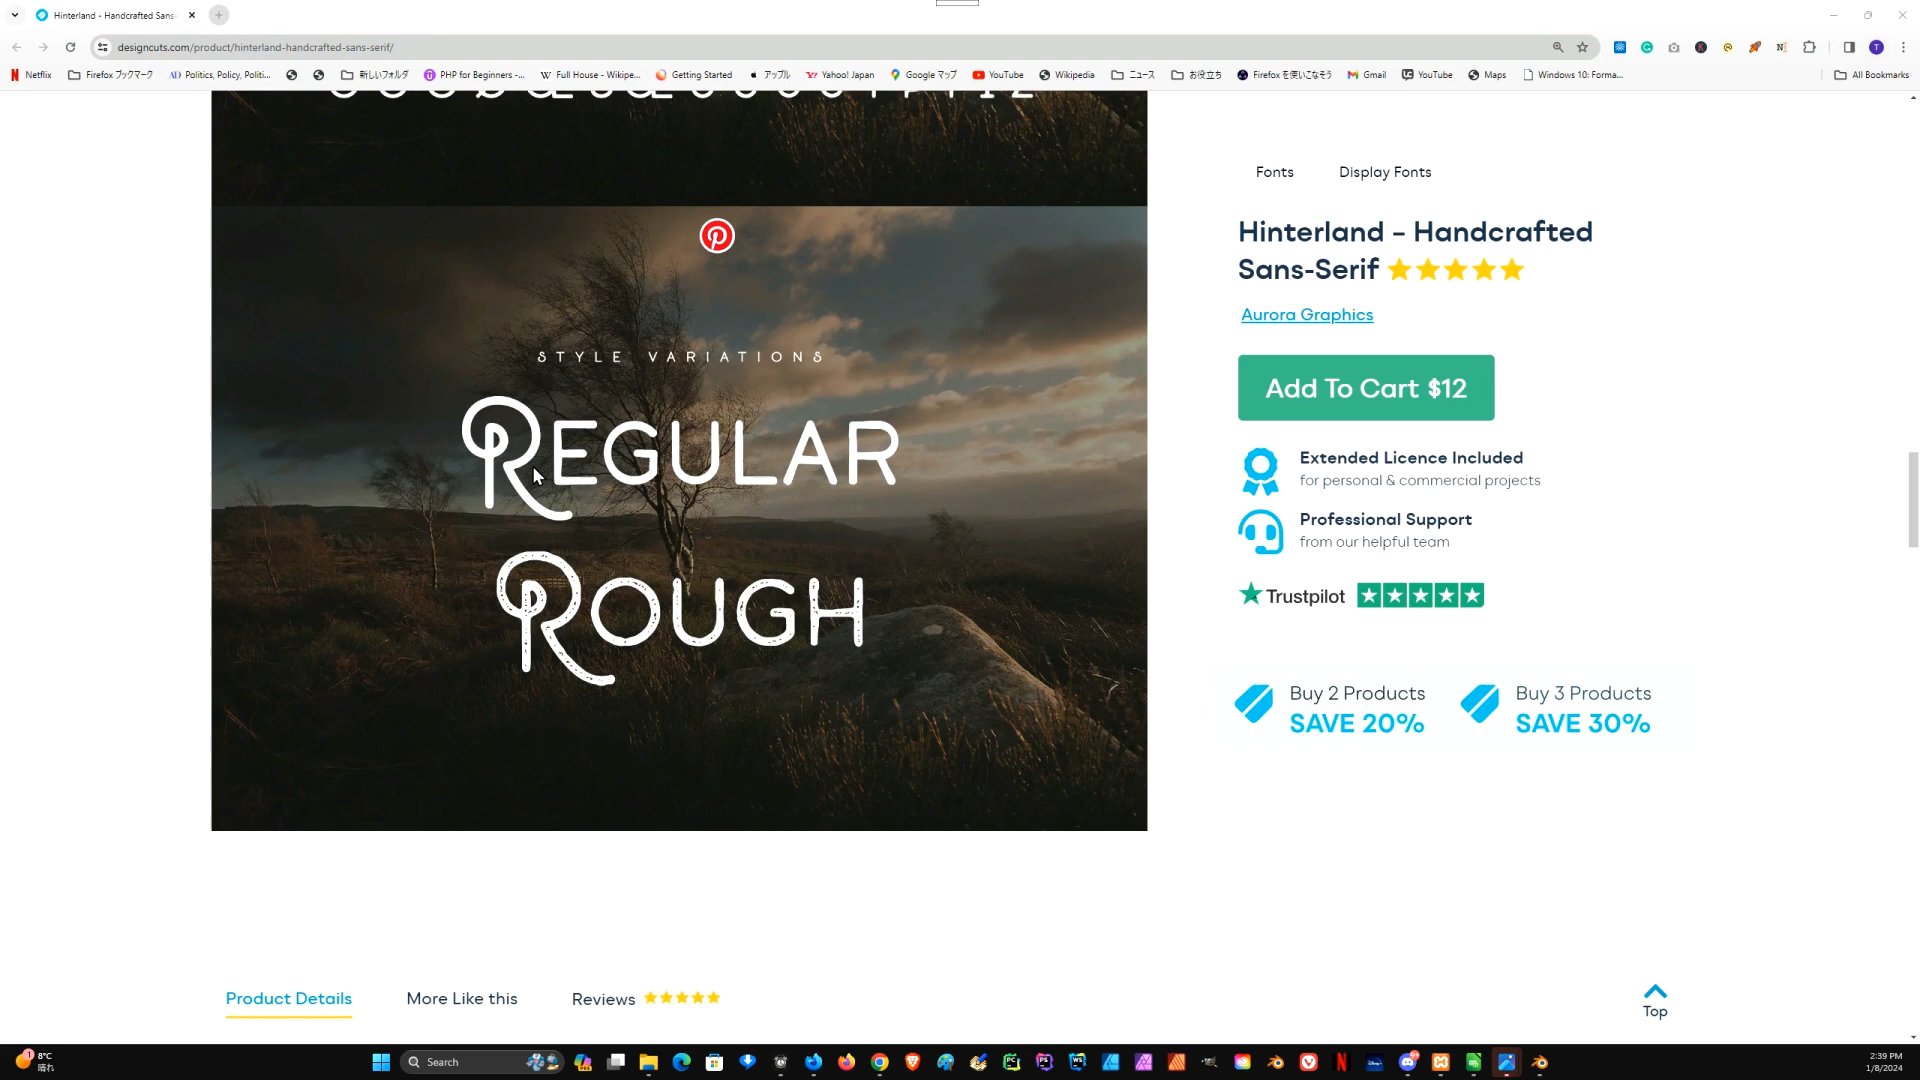 Hinterland - Handcrafted Sans-
designcuts.com/product/hinterland-handcrafted-sans-serif/
Netflix
Firefox ブックマーク
Politics, Policy, Politi...
新しいフォルダ
PHP for Beginners -...
Full House - Wikipe...
Getting Started
アップル
Yahoo! Japan
Google マップ
YouTube
Wikipedia
ニュース
お役立ち
Firefox を使いこなそう
Gmail
YouTube
Maps
Windows 10: Forma...
All Bookmarks
STYLE VARIATIONS
REGULAR
ROUGH
Fonts
Display Fonts
Hinterland – Handcrafted
Sans-Serif
Aurora Graphics
Add To Cart $12
Extended Licence Included
for personal & commercial projects
Professional Support
from our helpful team
Trustpilot
Buy 2 Products
SAVE 20%
Buy 3 Products
SAVE 30%
Product Details
More Like this
Reviews
Top
1
8°C
晴れ
Search
2:39 PM
1/8/2024